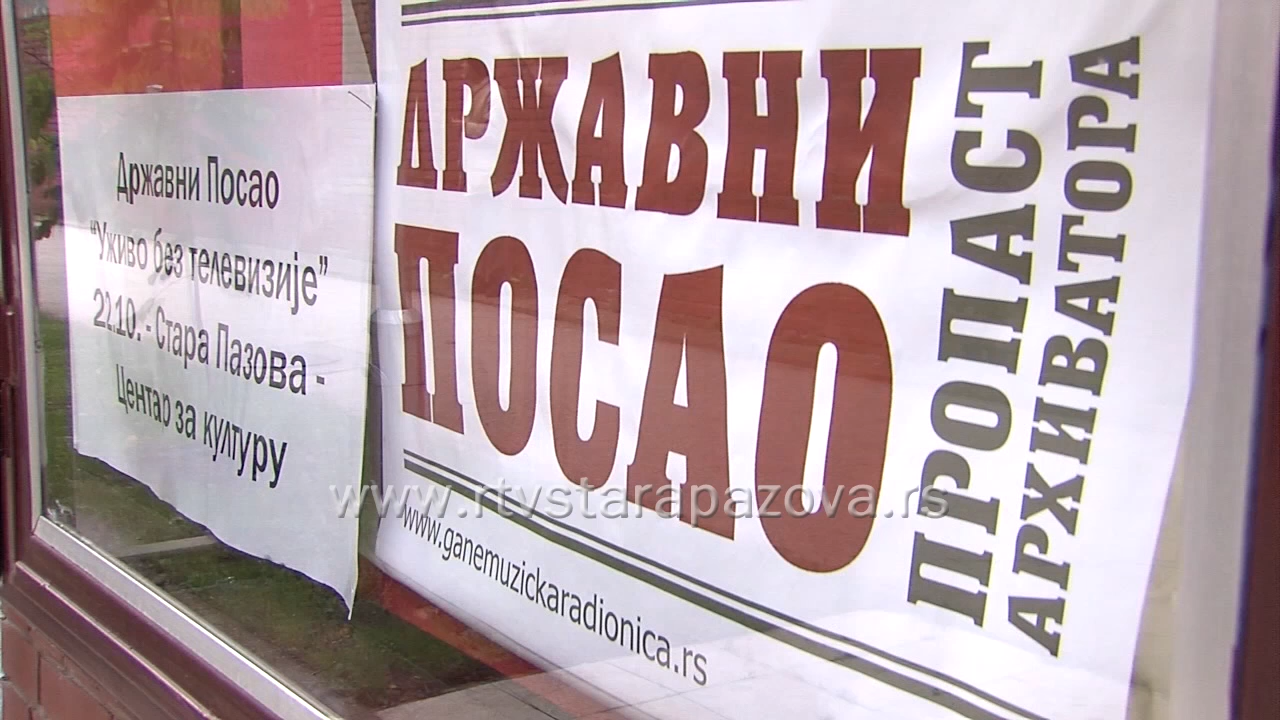 Државни Посао
“Уживо без телевизије”
22.10. - Стара Пазова -
Центар за културу
ДРЖАВНИ
ПОСАО
ПРОПАСТ
АРХИВАТОРА
www.ganemuzickaradionica.rs
www.rtvstarapazova.rs